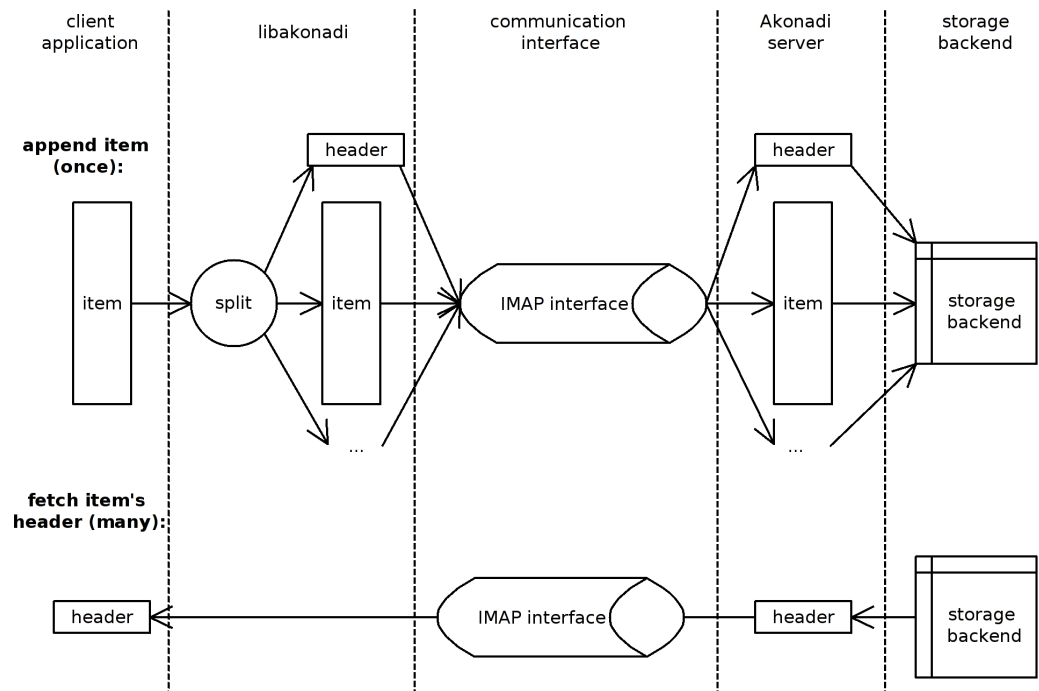 client
application
libakonadi
communication
interface
Akonadi
server
storage
backend
append item
(once):
header
header
item
split
item
IMAP interface
item
storage
backend
...
...
fetch item's
header (many):
header
IMAP interface
header
storage
backend